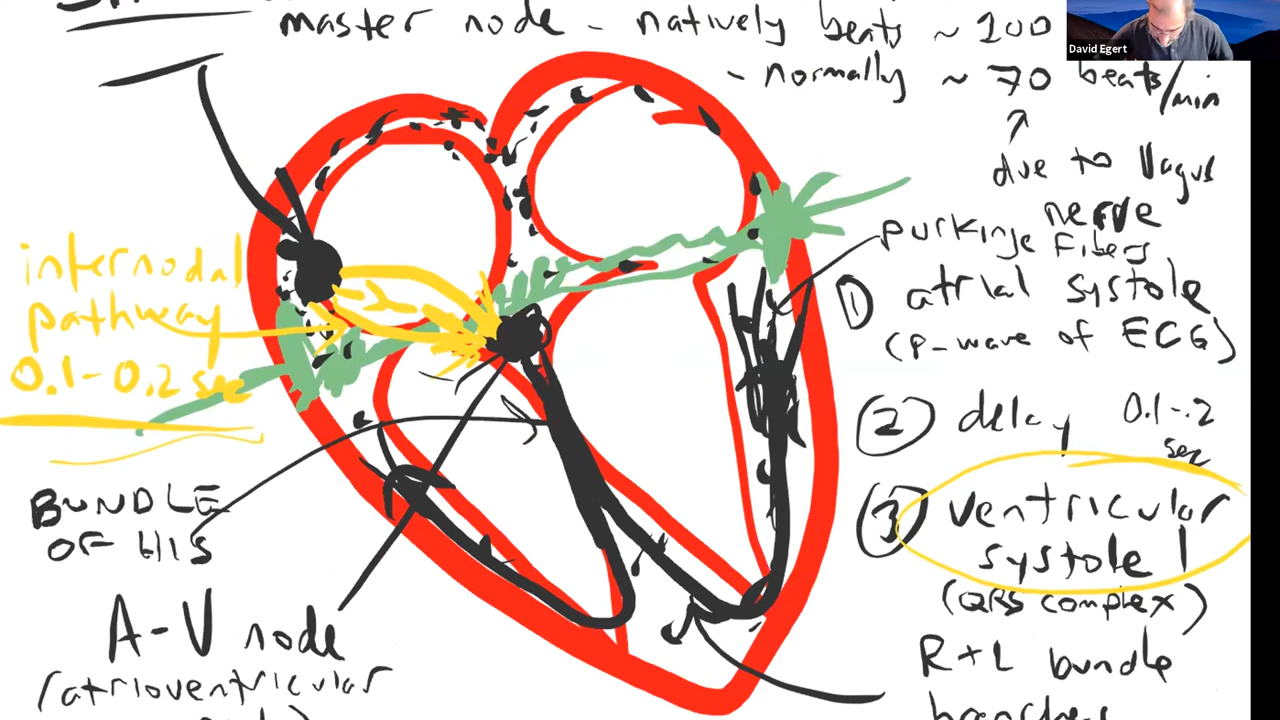 master node - natively beats ~ 100
David Egert
- normally ~ 70 beats/min
due to Vagus
nerve
purkinje Fibers
internodal
pathway
0.1-0.2 sec
① atrial systole
(P-wave of ECG)
② delay 0.1-.2
sec
③ ventricular
systole
(QRS complex)
BUNDLE
OF HIS
A-V node
(atrioventricular
R+L bundle
branches